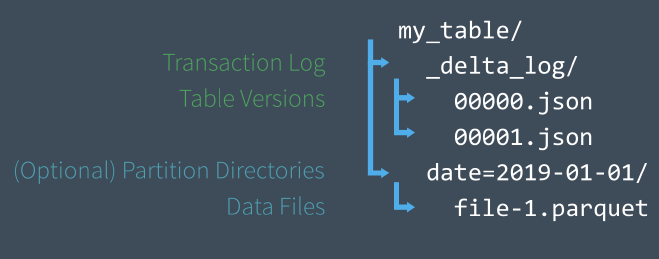 my_table/
Transaction Log _delta_log/
Table Versions 00000.json
00001.json
(Optional) Partition Directories date=2019-01-01/
Data Files file-1.parquet